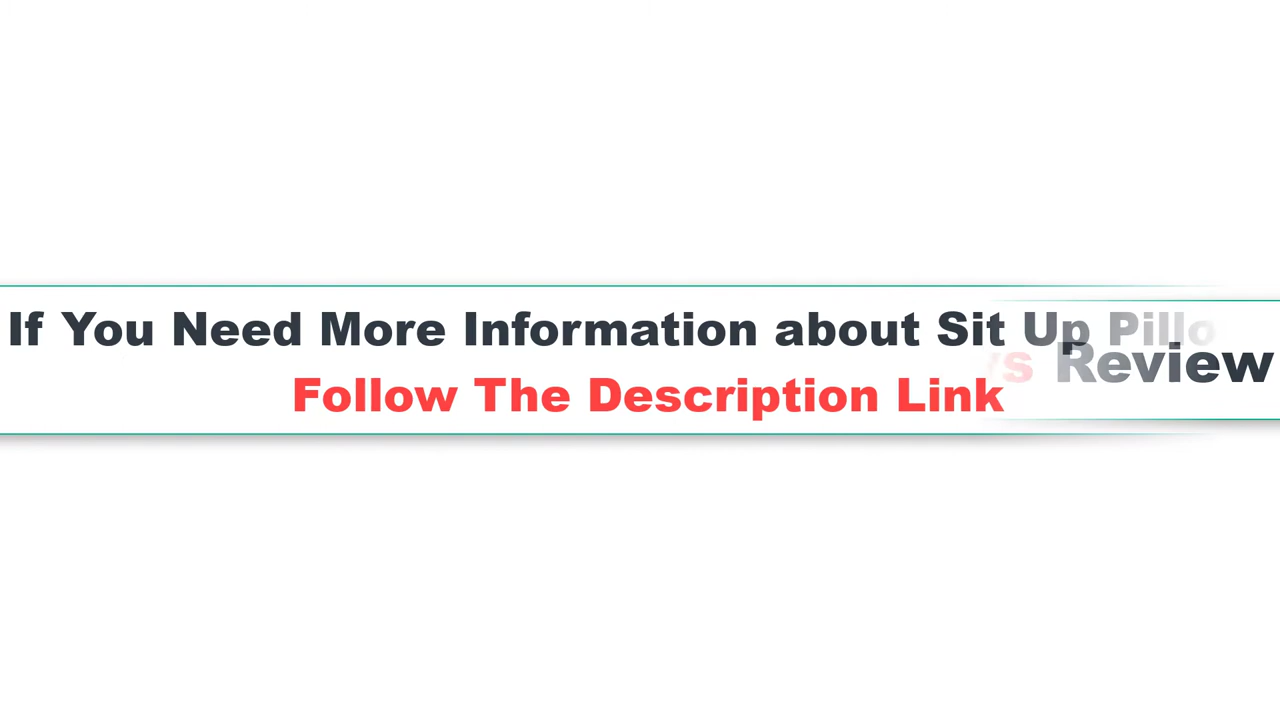 If You Need More Information about Sit Up Pillo
Follow The Description Link
s Review